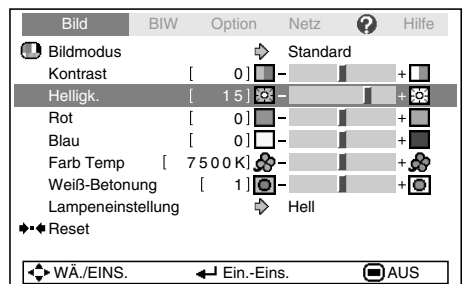 Bild BIW Option Netz ? Hilfe
Bildmodus Standard
Kontrast [ 0] - +
Helligk. [ 15] - +
Rot [ 0] - +
Blau [ 0] - +
Farb Temp [ 7500K] - +
Weiß-Betonung [ 1] - +
Lampeneinstellung Hell
Reset
WÄ./EINS. Ein.-Eins. AUS